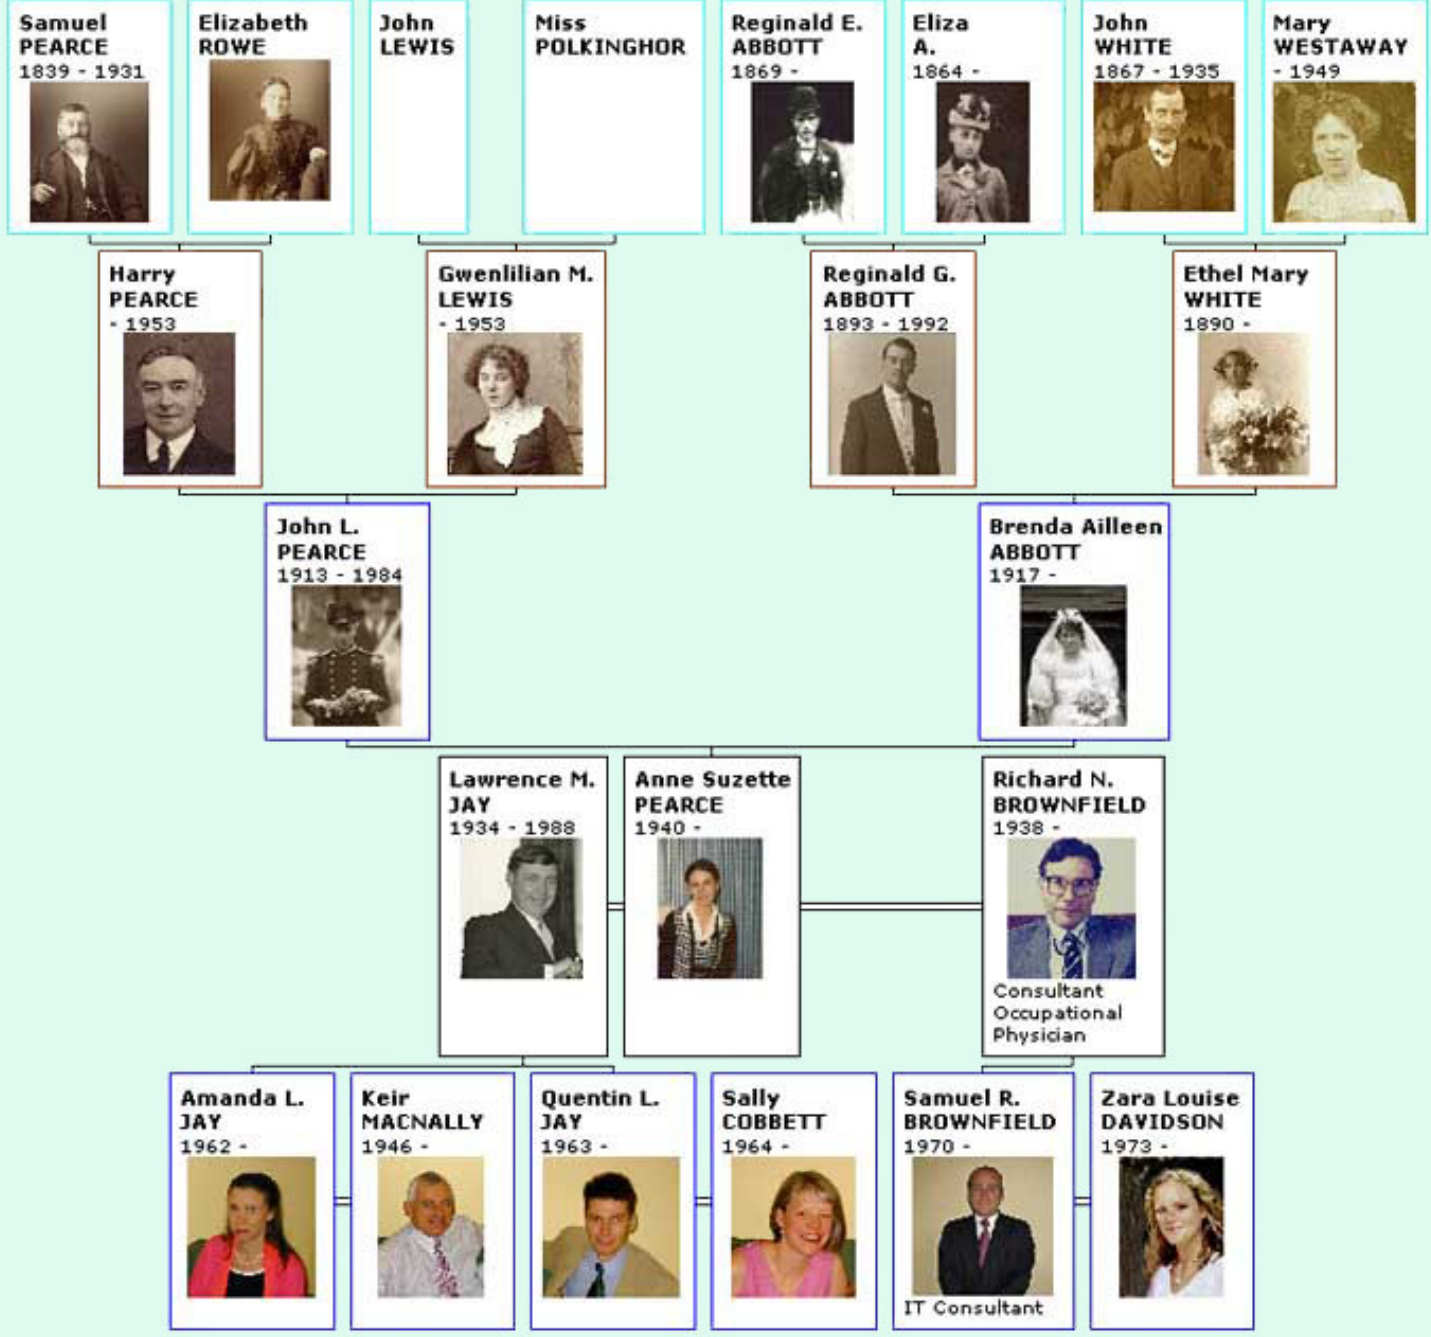 Samuel
PEARCE
1839 - 1931
Elizabeth
ROWE
John
LEWIS
Miss
POLKINGHOR
Reginald E.
ABBOTT
1869 -
Eliza
A.
1864 -
John
WHITE
1867 - 1935
Mary
WESTAWAY
- 1949
Harry
PEARCE
- 1953
Gwenlilian M.
LEWIS
- 1953
Reginald G.
ABBOTT
1893 - 1992
Ethel Mary
WHITE
1890 -
John L.
PEARCE
1913 - 1984
Brenda Ailleen
ABBOTT
1917 -
Lawrence M.
JAY
1934 - 1988
Anne Suzette
PEARCE
1940 -
Richard N.
BROWNFIELD
1938 -
Consultant
Occupational
Physician
Amanda L.
JAY
1962 -
Keir
MACNALLY
1946 -
Quentin L.
JAY
1963 -
Sally
COBBETT
1964 -
Samuel R.
BROWNFIELD
1970 -
IT Consultant
Zara Louise
DAVIDSON
1973 -